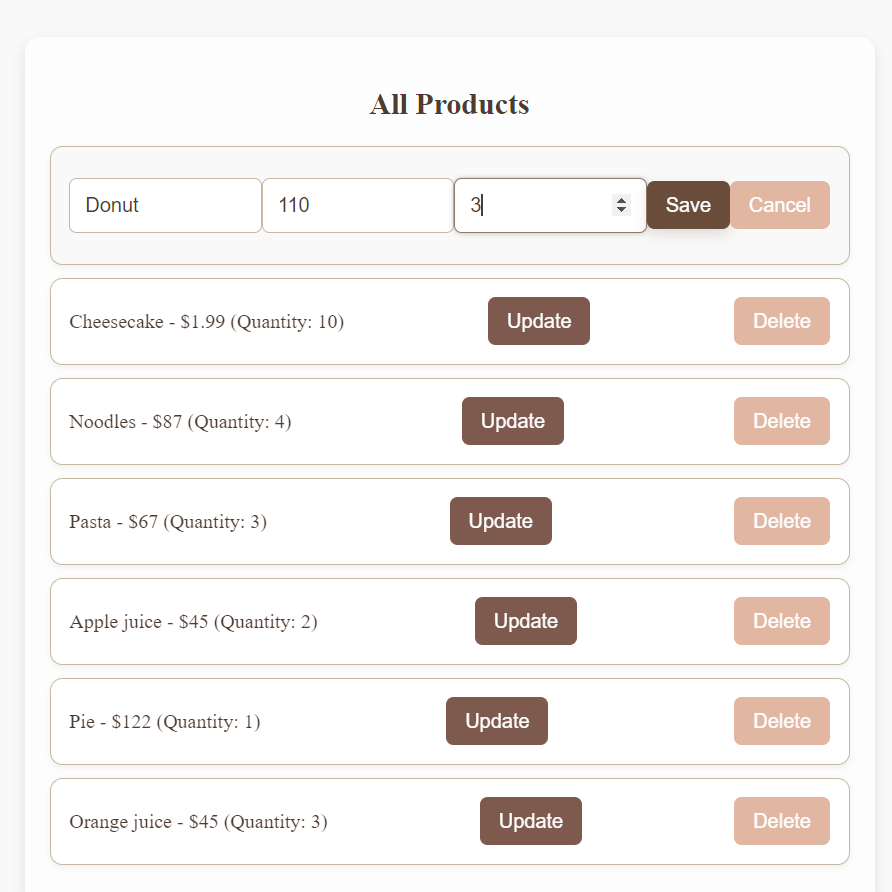 All Products
Donut 110 3 Save Cancel
Cheesecake - $1.99 (Quantity: 10) Update Delete
Noodles - $87 (Quantity: 4) Update Delete
Pasta - $67 (Quantity: 3) Update Delete
Apple juice - $45 (Quantity: 2) Update Delete
Pie - $122 (Quantity: 1) Update Delete
Orange juice - $45 (Quantity: 3) Update Delete